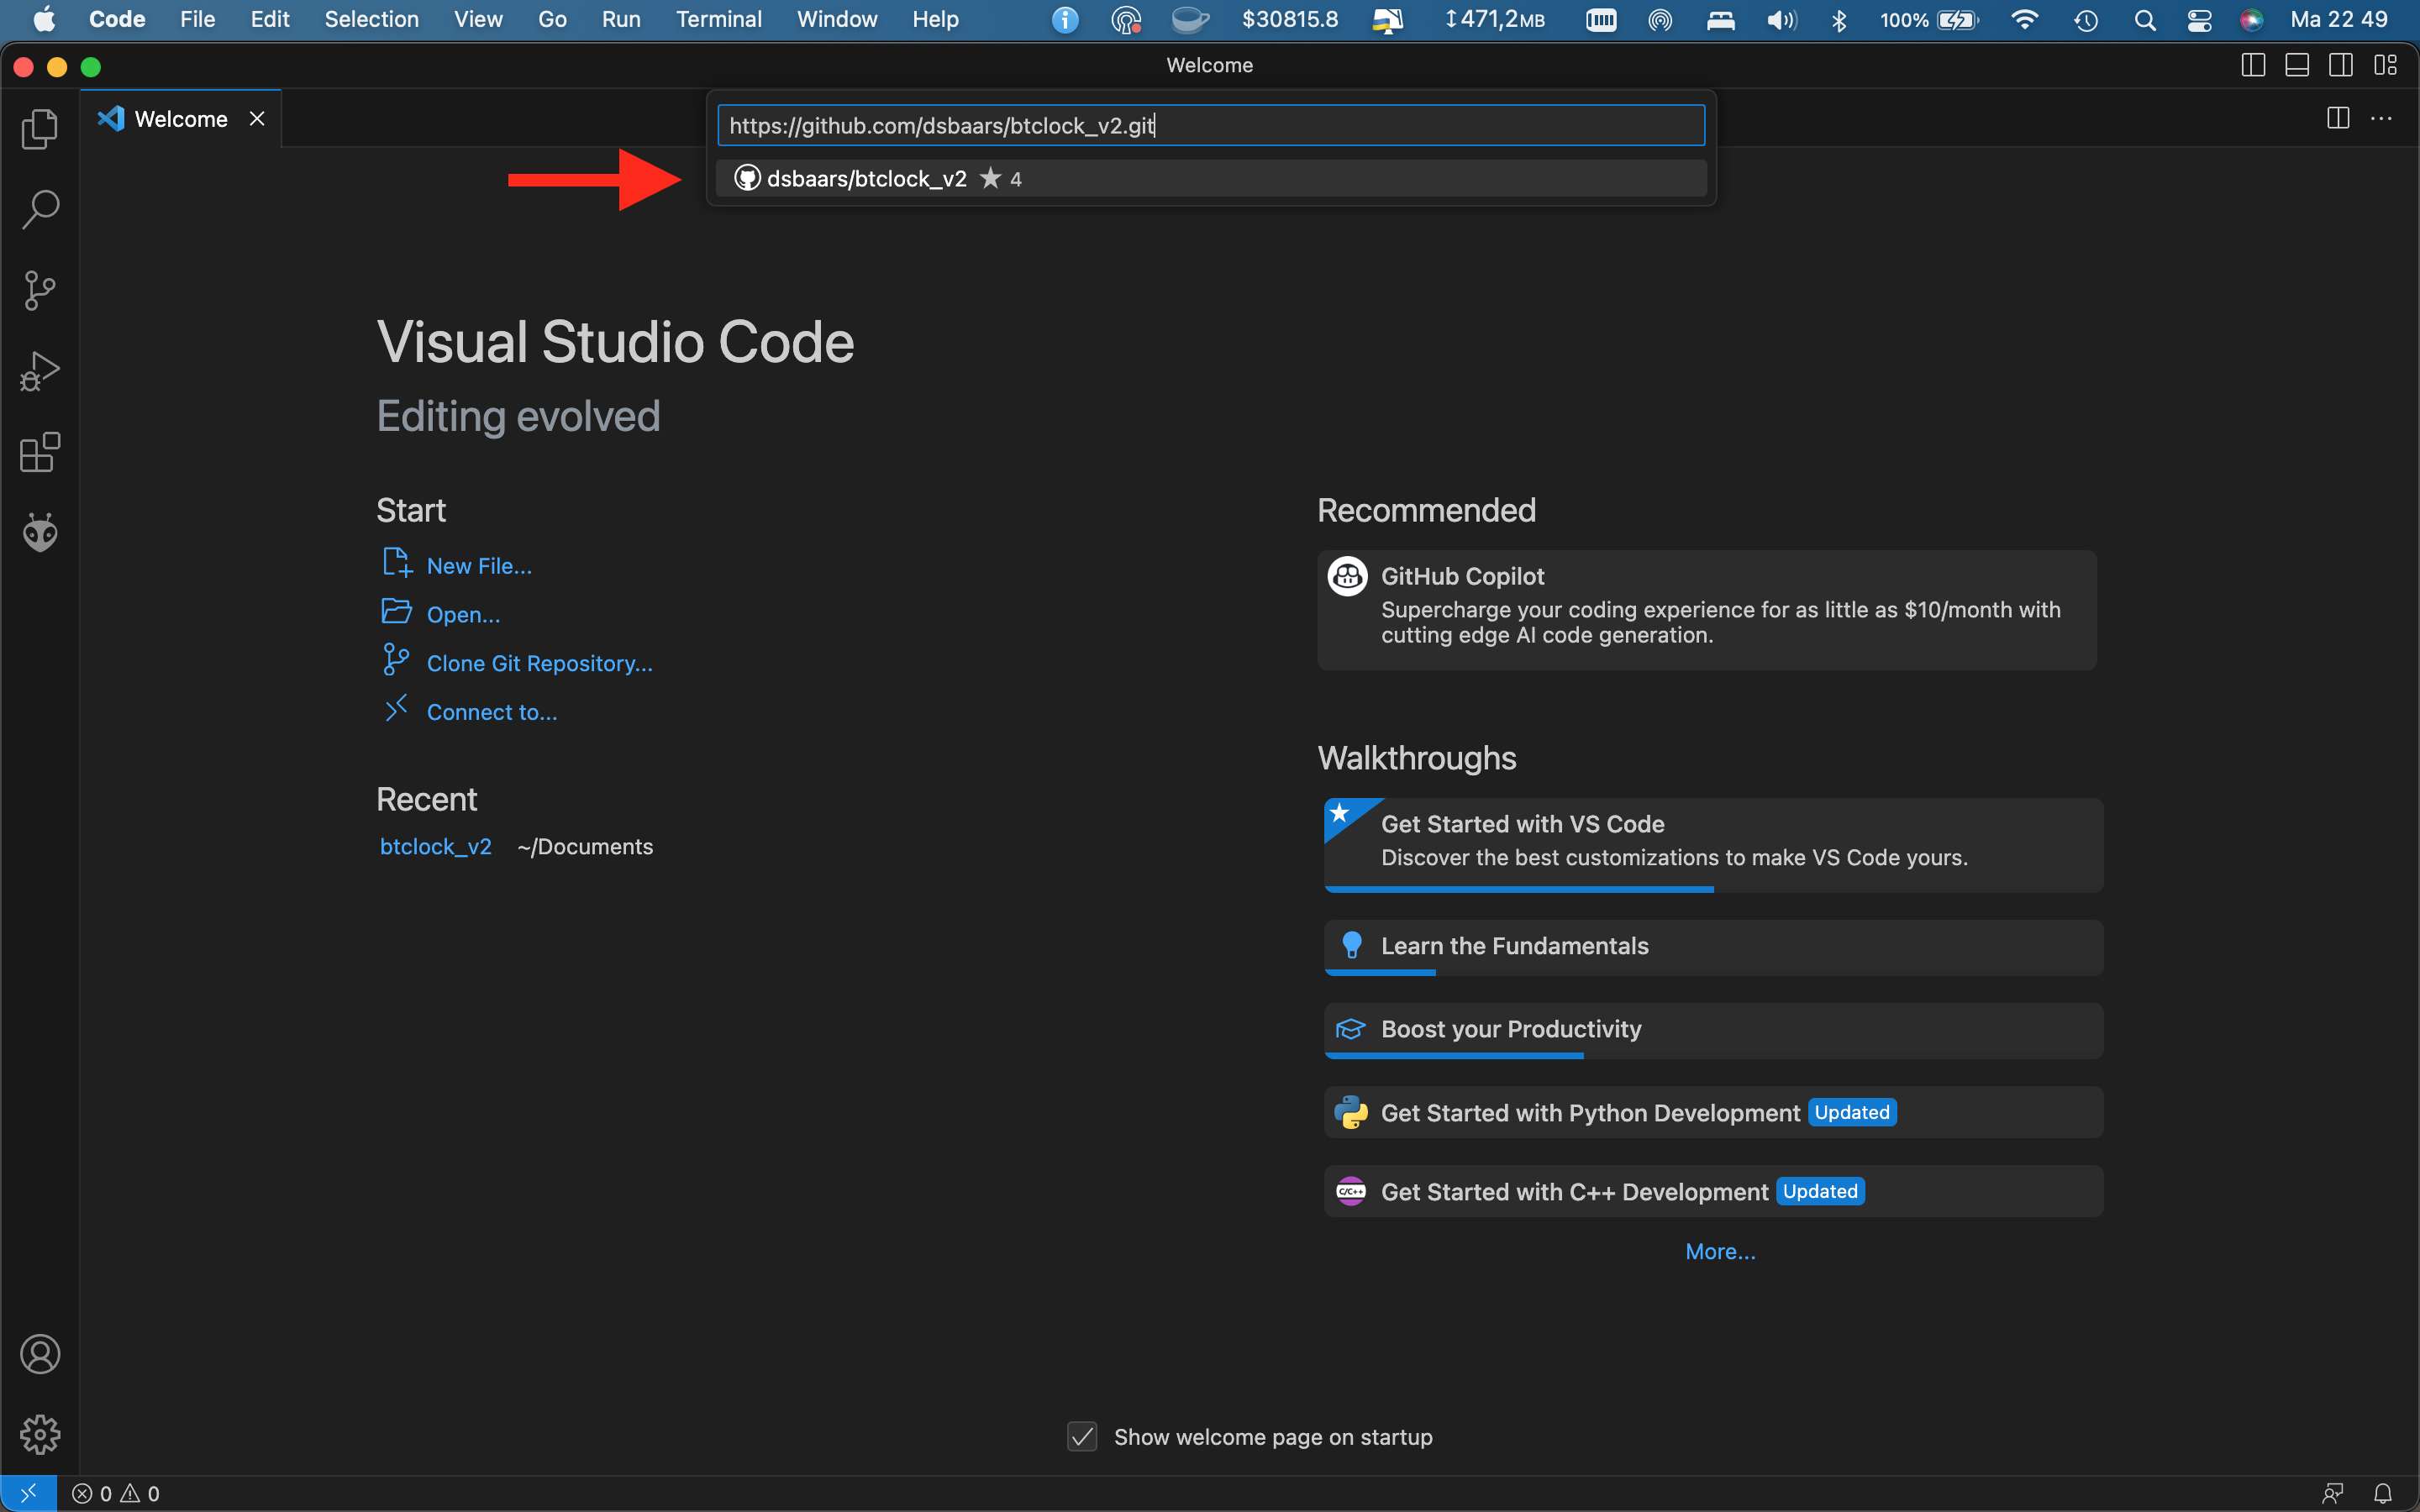 Code File Edit Selection View Go Run Terminal Window Help $30815.8 ↕471,2MB 100% Ma 22 49
Welcome
Welcome
https://github.com/dsbaars/btclock_v2.git
dsbaars/btclock_v2 ★ 4
Visual Studio Code
Editing evolved
Start
New File...
Open...
Clone Git Repository...
Connect to...
Recent
btclock_v2 ~/Documents
Recommended
GitHub Copilot
Supercharge your coding experience for as little as $10/month with
cutting edge AI code generation.
Walkthroughs
Get Started with VS Code
Discover the best customizations to make VS Code yours.
Learn the Fundamentals
Boost your Productivity
Get Started with Python Development Updated
C/C++ Get Started with C++ Development Updated
More...
Show welcome page on startup
0 0